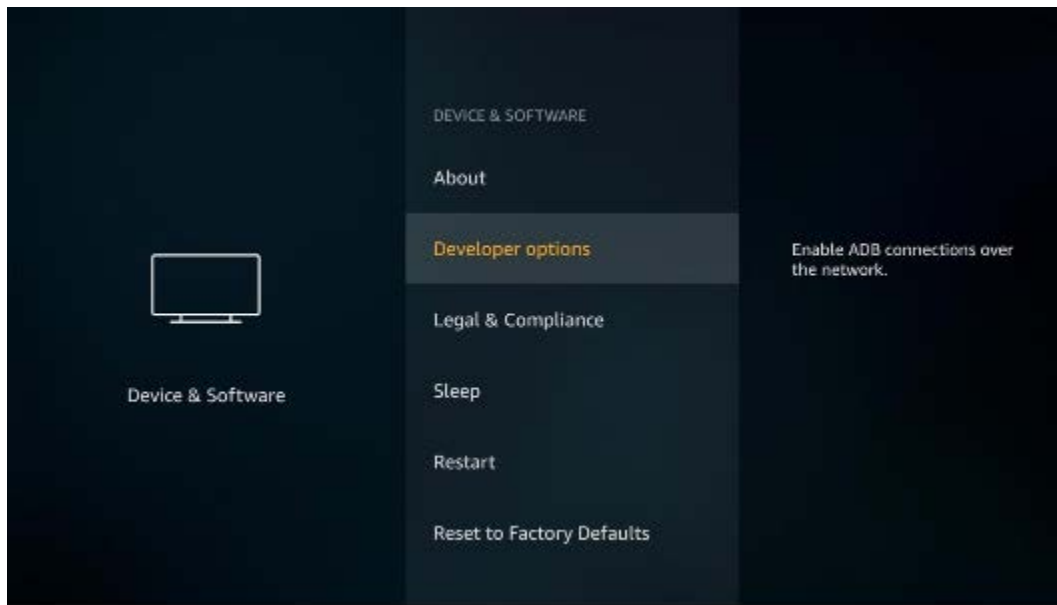 DEVICE & SOFTWARE
About
Developer options
Legal & Compliance
Sleep
Restart
Reset to Factory Defaults
Device & Software
Enable ADB connections over
the network.